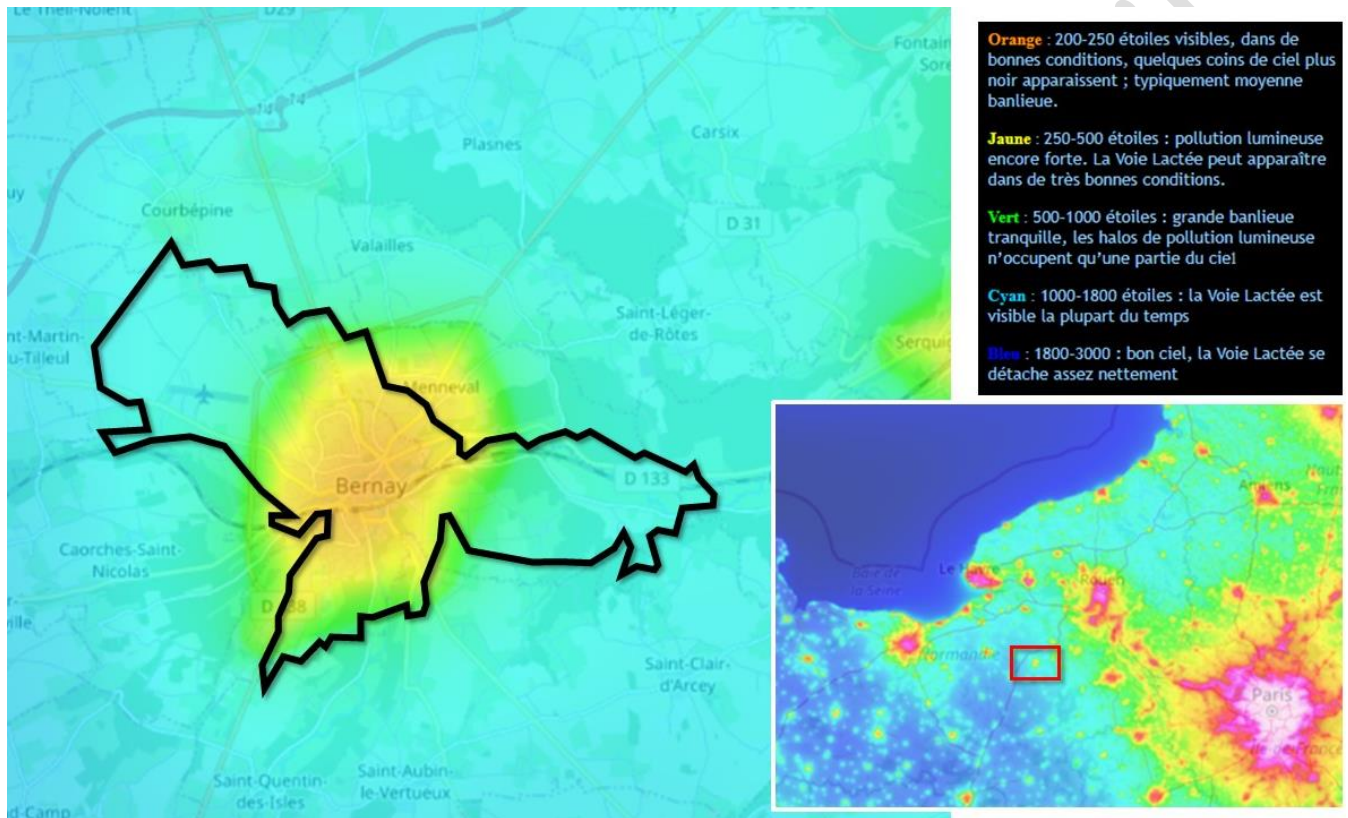 Le Theil-Nolent
D29
Plasnes
Carsix
Courbépine
D 31
Valailles
Saint-Léger-
de-Rôtes
Menneval
Bernay
D 133
Caorches-Saint-
Nicolas
Saint-Clair-
d'Arcey
Saint-Quentin-
des-Isles
Saint-Aubin-
le-Vertueux
d-Camp
Orange : 200-250 étoiles visibles, dans de
bonnes conditions, quelques coins de ciel plus
noir apparaissent ; typiquement moyenne
banlieue.
Jaune : 250-500 étoiles : pollution lumineuse
encore forte. La Voie Lactée peut apparaître
dans de très bonnes conditions.
Vert : 500-1000 étoiles : grande banlieue
tranquille, les halos de pollution lumineuse
n'occupent qu'une partie du ciel
Cyan : 1000-1800 étoiles : la Voie Lactée est
visible la plupart du temps
Bleu : 1800-3000 : bon ciel, la Voie Lactée se
détache assez nettement
Amiens
Le Havre
Baie de
la Seine
Rouen
Normandie
Paris
Île-de-France